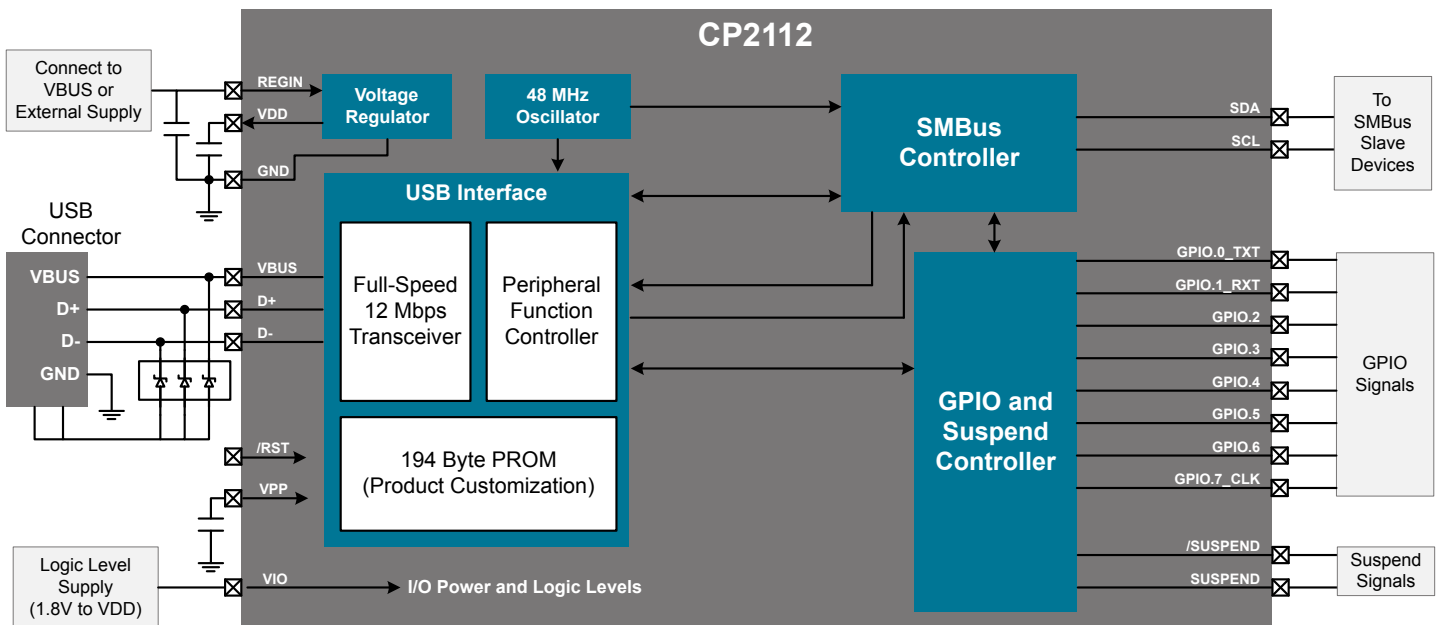 CP2112
Connect to
VBUS or
External Supply
REGIN
VDD
GND
Voltage
Regulator
48 MHz
Oscillator
SMBus
Controller
SDA
SCL
To
SMBus
Slave
Devices
USB
Connector
VBUS
D+
D-
GND
VBUS
D+
D-
USB Interface
Full-Speed
12 Mbps
Transceiver
Peripheral
Function
Controller
194 Byte PROM
(Product Customization)
/RST
VPP
GPIO and
Suspend
Controller
GPIO.0_TXT
GPIO.1_RXT
GPIO.2
GPIO.3
GPIO.4
GPIO.5
GPIO.6
GPIO.7_CLK
GPIO
Signals
/SUSPEND
SUSPEND
Suspend
Signals
Logic Level
Supply
(1.8V to VDD)
VIO
I/O Power and Logic Levels